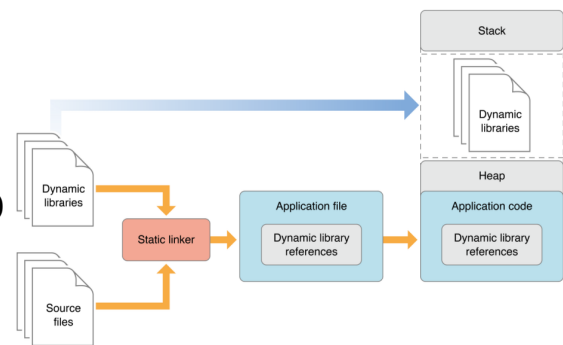 Stack
Dynamic
libraries
Dynamic
libraries
Static linker
Source
files
Application file
Dynamic library
references
Heap
Application code
Dynamic library
references